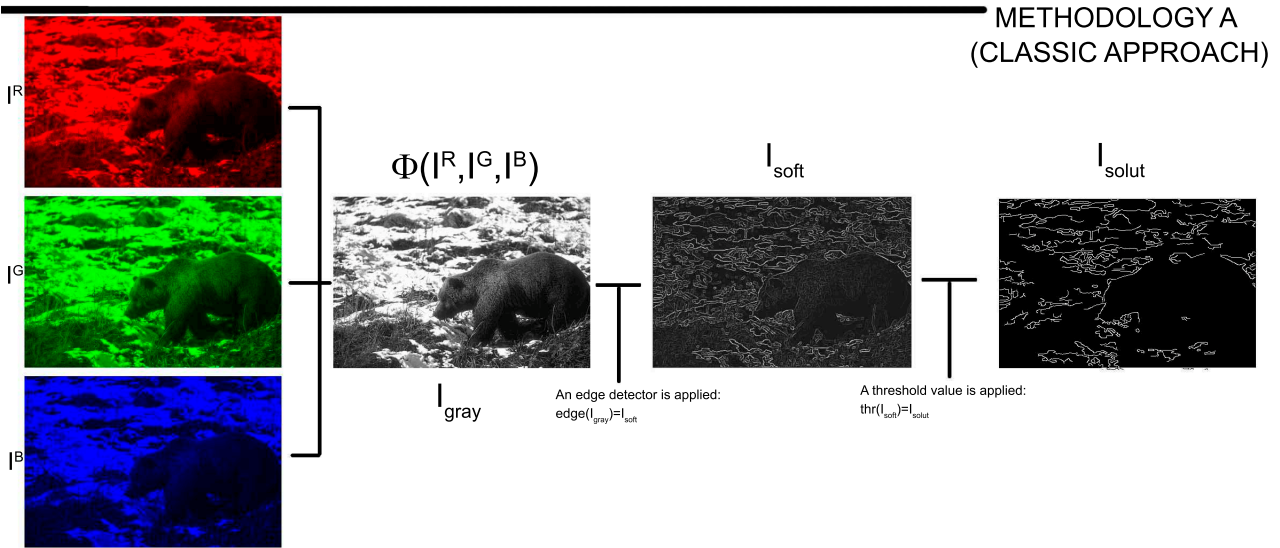 METHODOLOGY A
(CLASSIC APPROACH)
I^R
Φ(I^R,I^G,I^B)
I_soft
I_solut
I^G
I_gray
An edge detector is applied:
edge(I_gray)=I_soft
A threshold value is applied:
thr(I_soft)=I_solut
I^B